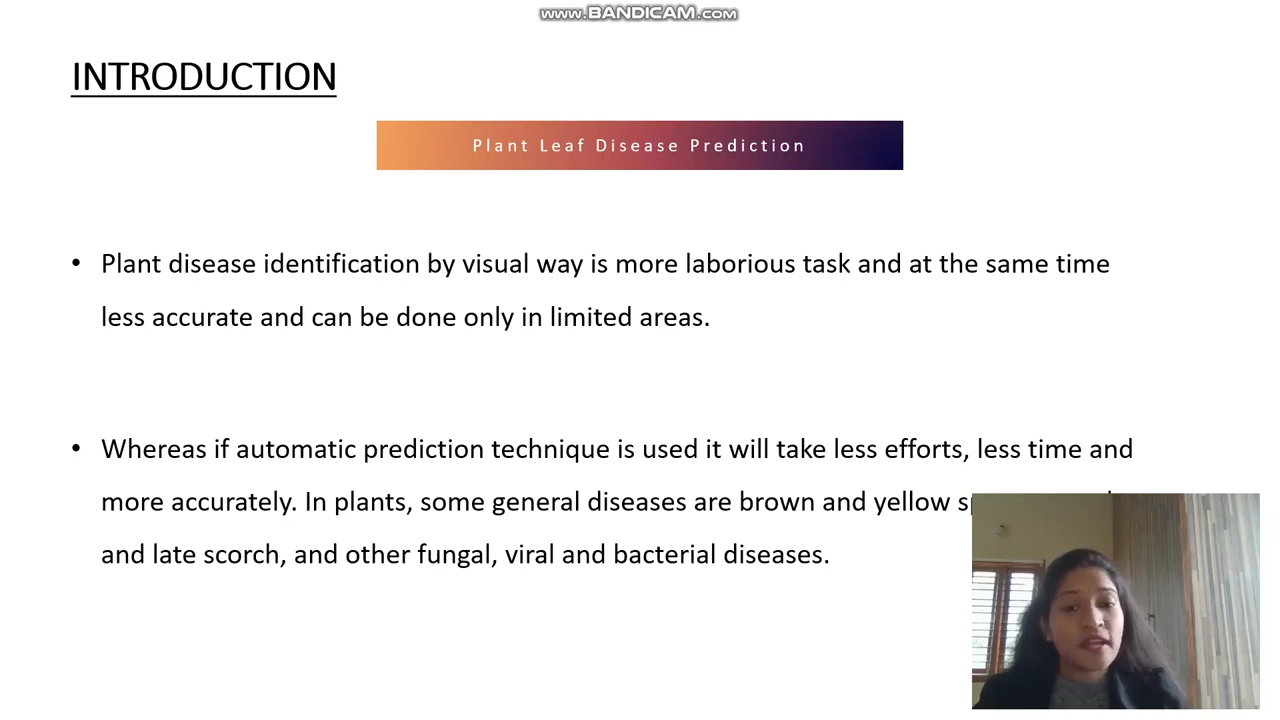 www.BANDICAM.com
INTRODUCTION
Plant Leaf Disease Prediction
• Plant disease identification by visual way is more laborious task and at the same time
less accurate and can be done only in limited areas.
• Whereas if automatic prediction technique is used it will take less efforts, less time and
more accurately. In plants, some general diseases are brown and yellow
and late scorch, and other fungal, viral and bacterial diseases.